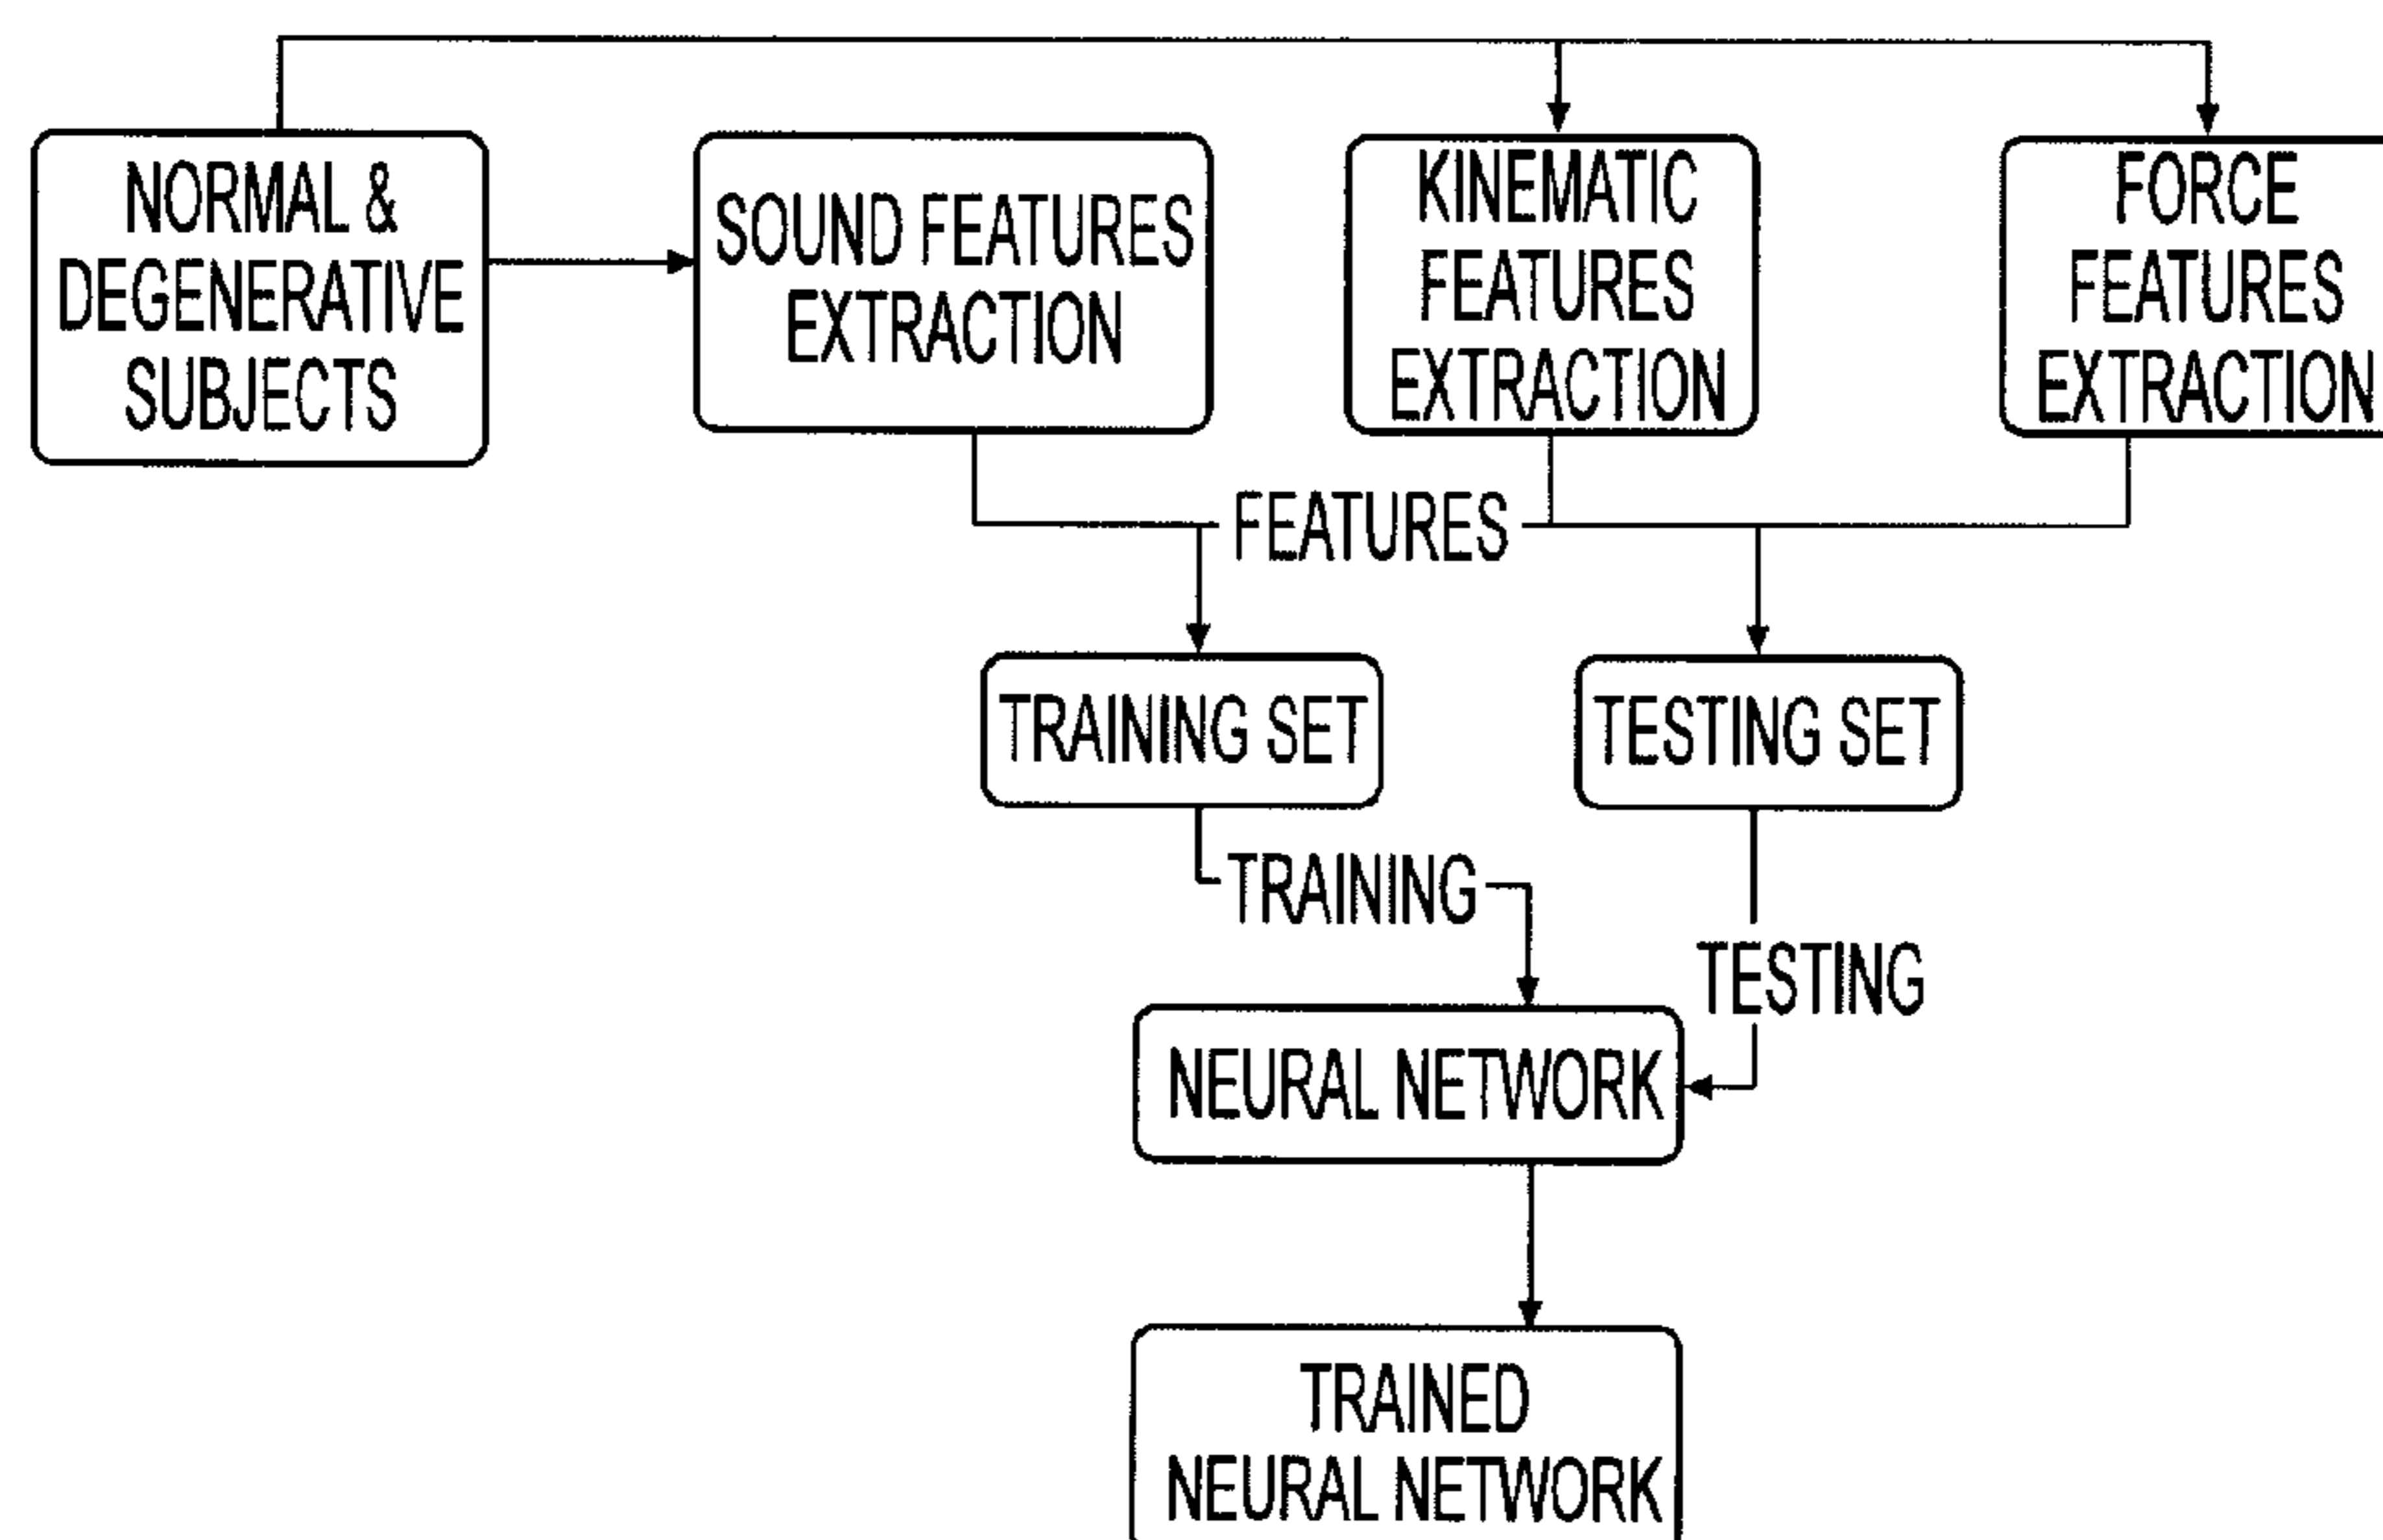 NORMAL &
DEGENERATIVE
SUBJECTS
SOUND FEATURES
EXTRACTION
KINEMATIC
FEATURES
EXTRACTION
FORCE
FEATURES
EXTRACTION
FEATURES
TRAINING SET
TESTING SET
TRAINING
TESTING
NEURAL NETWORK
TRAINED
NEURAL NETWORK